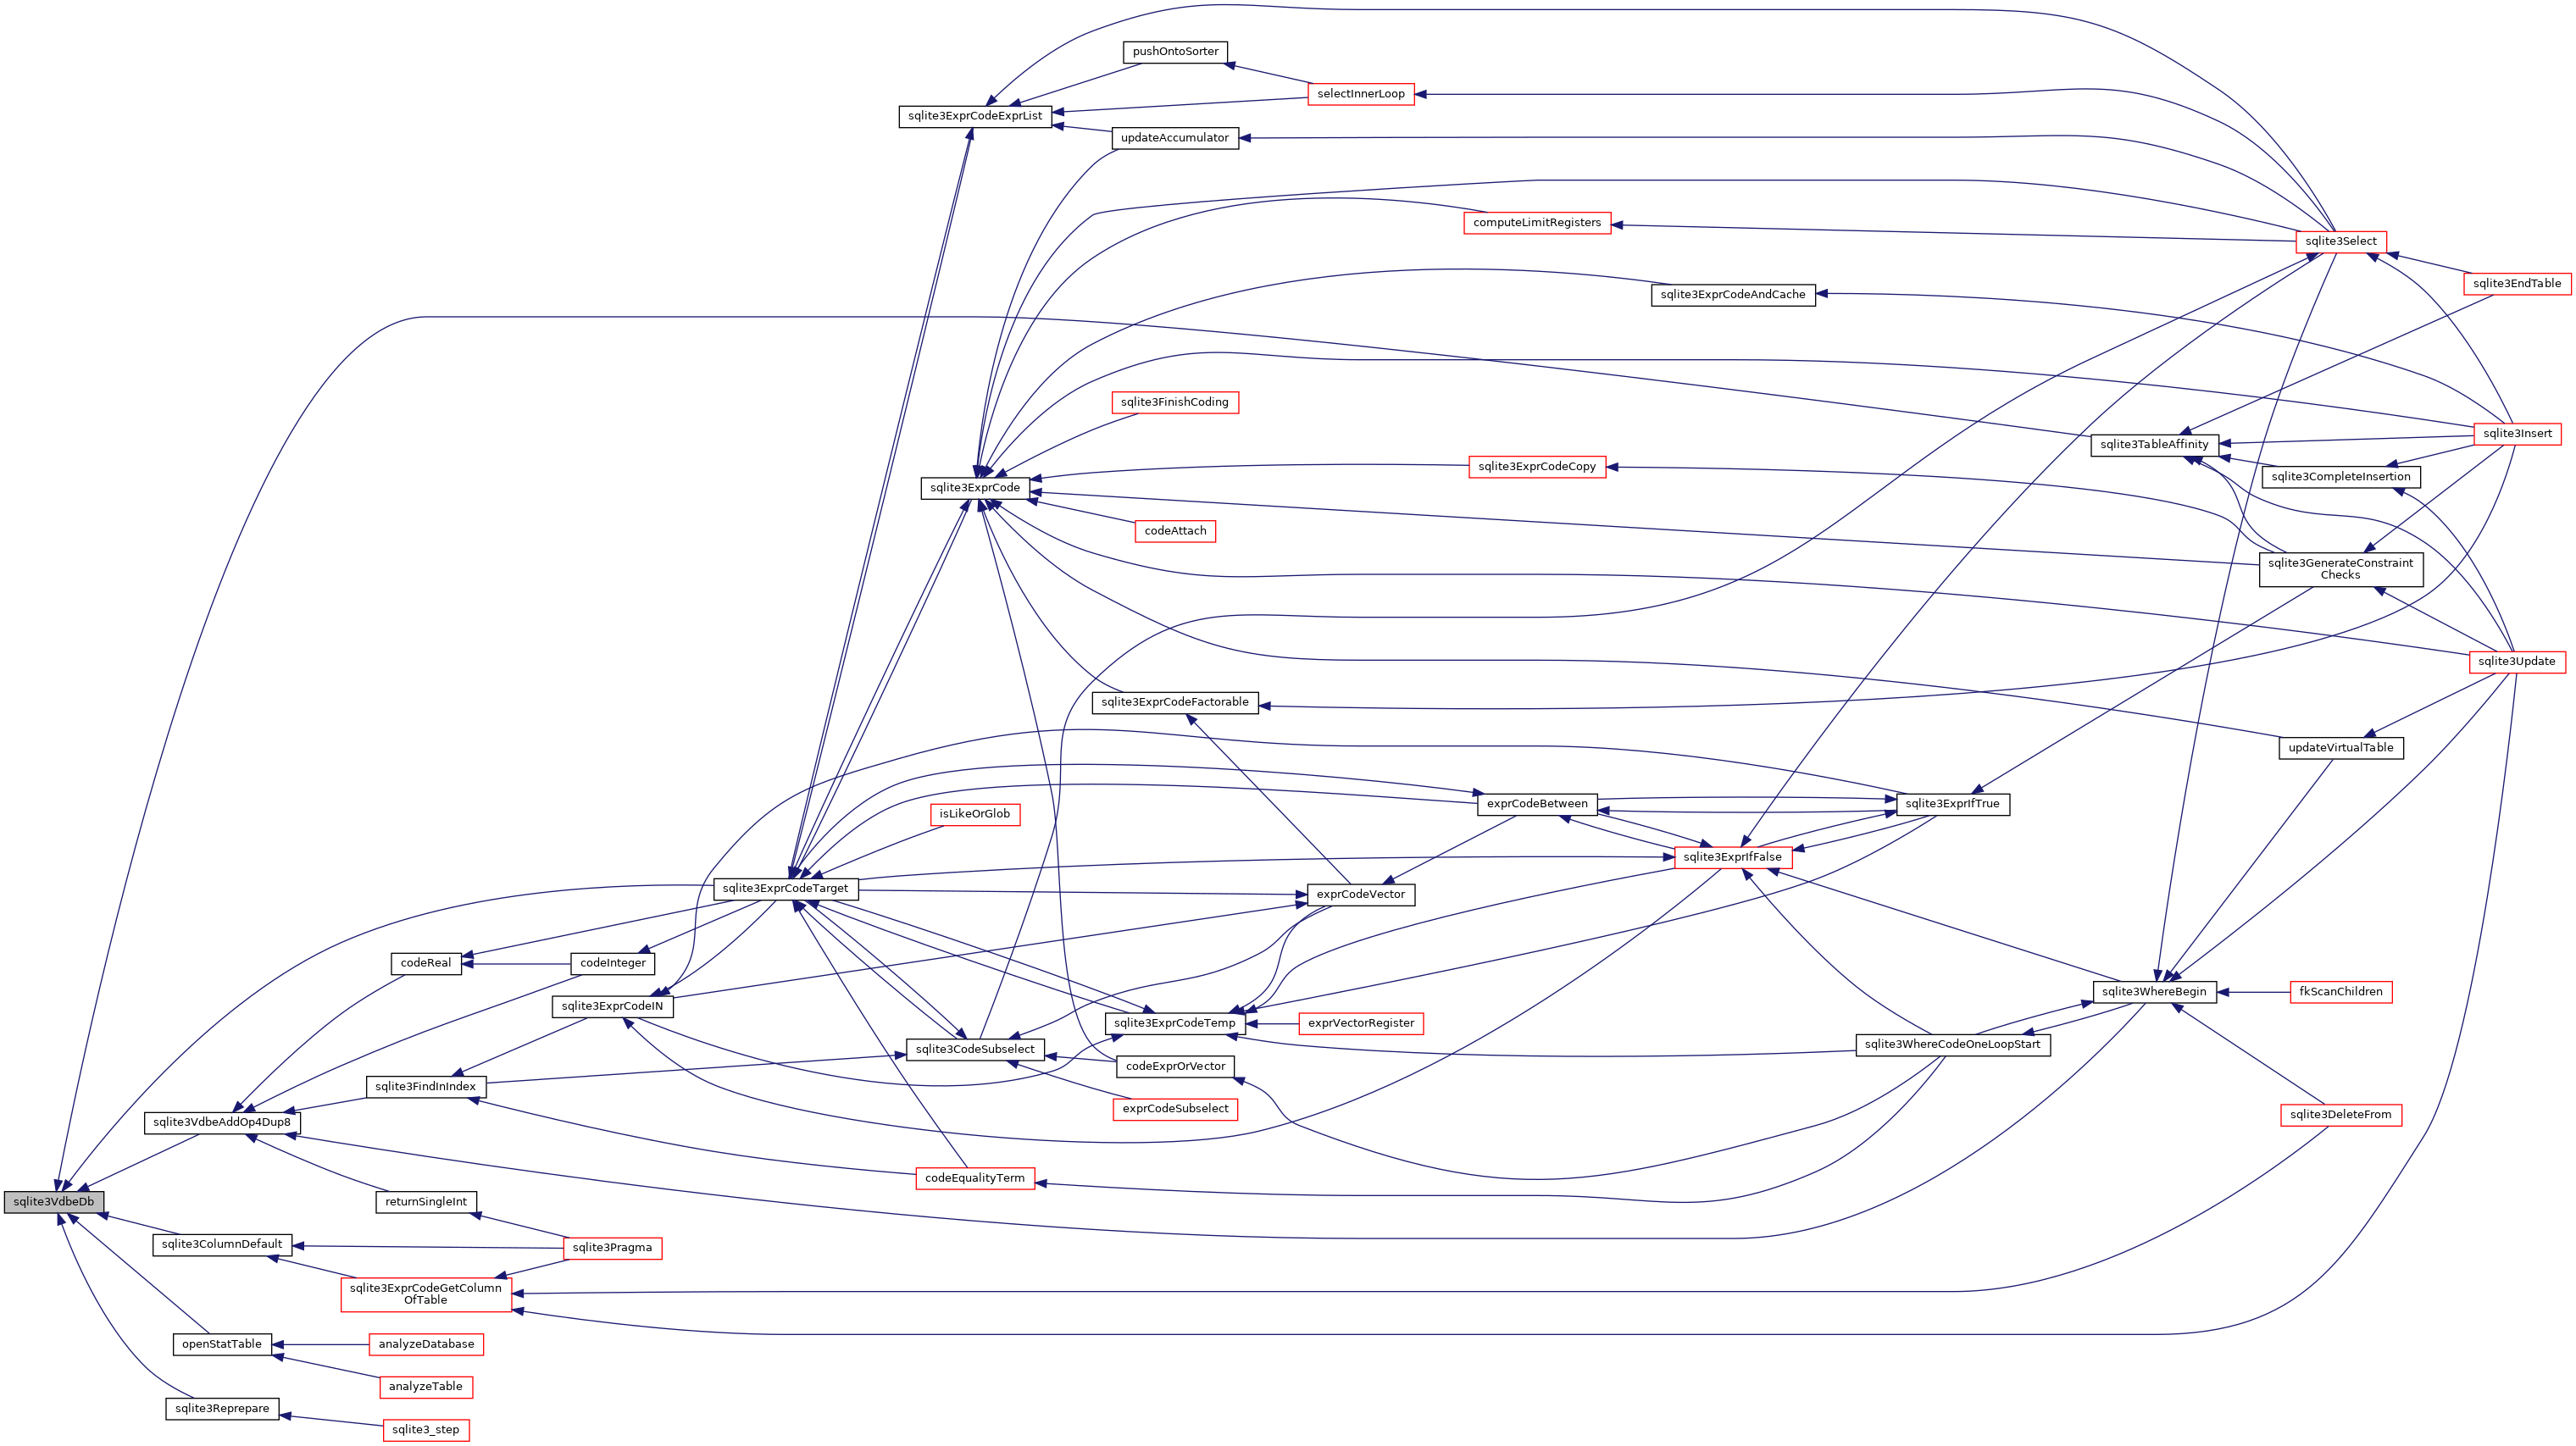 pushOntoSorter
selectInnerLoop
sqlite3ExprCodeExprList
updateAccumulator
computeLimitRegisters
sqlite3Select
sqlite3EndTable
sqlite3ExprCodeAndCache
sqlite3FinishCoding
sqlite3Insert
sqlite3TableAffinity
sqlite3ExprCodeCopy
sqlite3CompleteInsertion
sqlite3ExprCode
codeAttach
sqlite3GenerateConstraint
Checks
sqlite3Update
sqlite3ExprCodeFactorable
updateVirtualTable
exprCodeBetween
sqlite3ExprIfTrue
isLikeOrGlob
sqlite3ExprIfFalse
sqlite3ExprCodeTarget
exprCodeVector
codeReal
codeInteger
sqlite3WhereBegin
fkScanChildren
sqlite3ExprCodeIN
sqlite3ExprCodeTemp
exprVectorRegister
sqlite3WhereCodeOneLoopStart
sqlite3CodeSubselect
codeExprOrVector
sqlite3FindInIndex
exprCodeSubselect
sqlite3DeleteFrom
sqlite3VdbeAddOp4Dup8
codeEqualityTerm
sqlite3VdbeDb
returnSingleInt
sqlite3ColumnDefault
sqlite3Pragma
sqlite3ExprCodeGetColumn
OfTable
openStatTable
analyzeDatabase
analyzeTable
sqlite3Reprepare
sqlite3_step